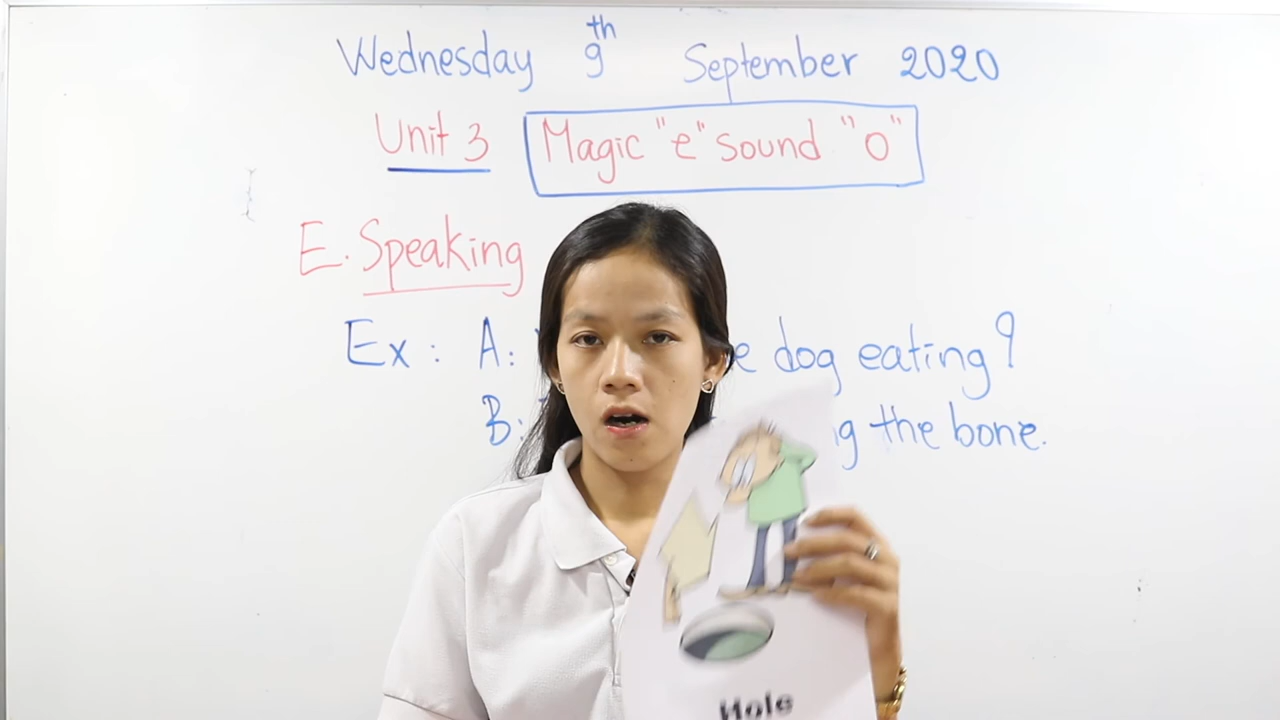 Wednesday 9th September 2020
Unit 3 Magic "e" sound "o"
E. Speaking
Ex : A: dog eating?
B: the bone.
Hole